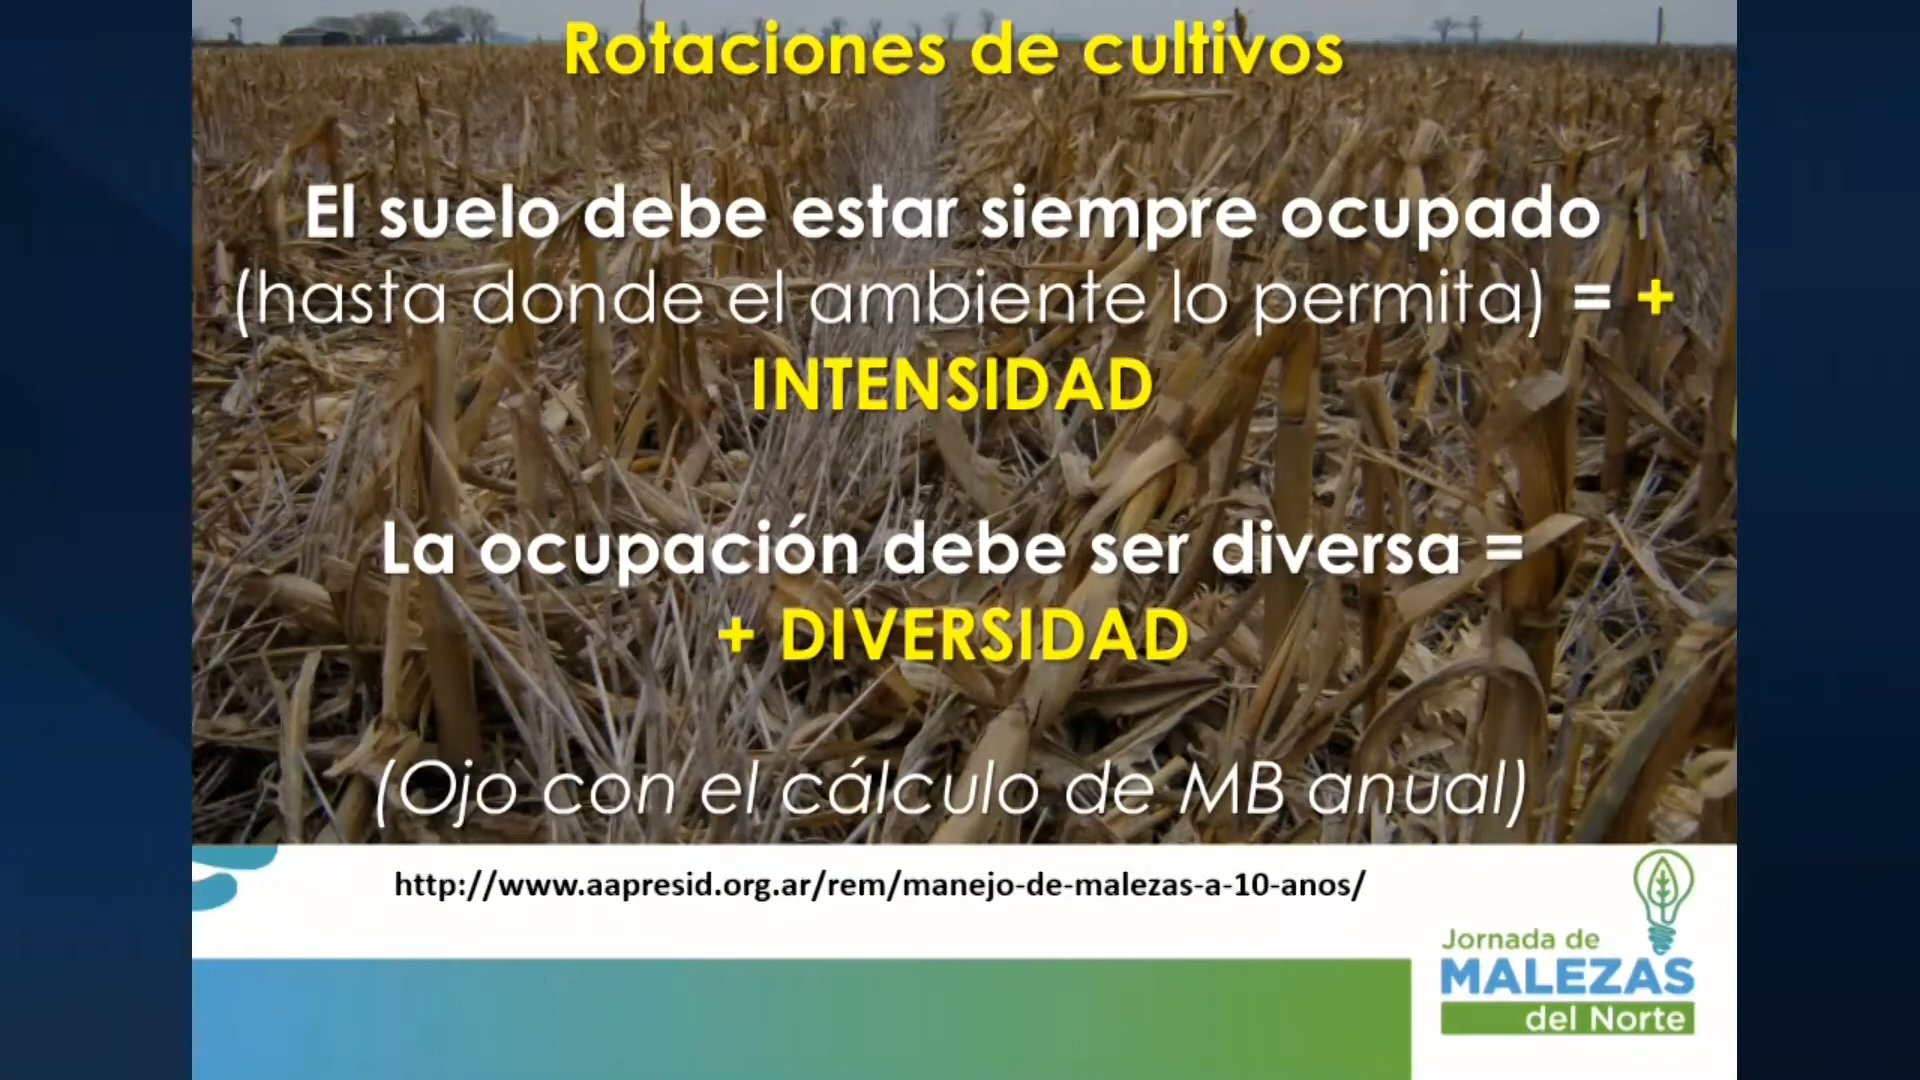 Rotaciones de cultivos
El suelo debe estar siempre ocupado
(hasta donde el ambiente lo permita) = +
INTENSIDAD
La ocupación debe ser diversa =
+ DIVERSIDAD
(Ojo con el cálculo de MB anual)
http://www.aapresid.org.ar/rem/manejo-de-malezas-a-10-anos/
Jornada de
MALEZAS
del Norte